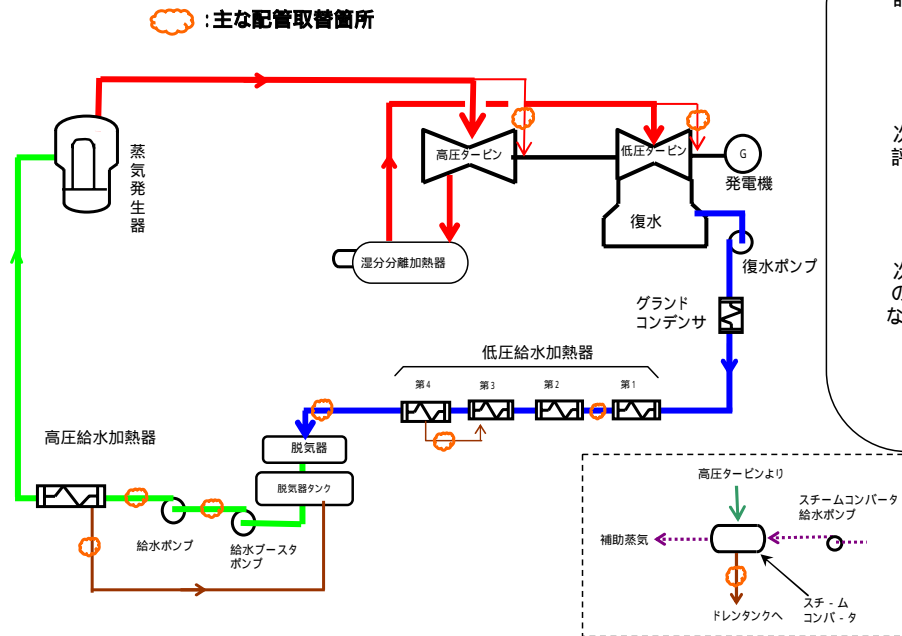 ：主な配管取替箇所
蒸気発生器
高圧タービン
低圧タービン
G
発電機
復水
湿分分離加熱器
復水ポンプ
グランド
コンデンサ
低圧給水加熱器
第4
第3
第2
第1
脱気器
脱気器タンク
高圧給水加熱器
給水ポンプ
給水ブースタ
ポンプ
高圧タービンより
スチームコンバータ
給水ポンプ
補助蒸気
ドレンタンクへ
スチ－ム
コンバ－タ
次
次
の
な